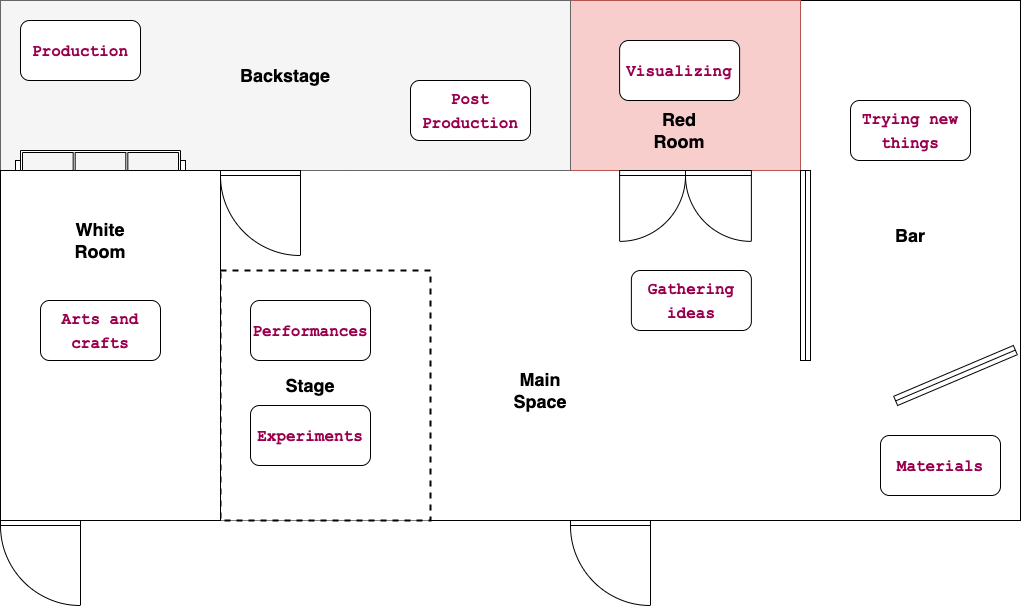 Production
Backstage
Post
Production
Visualizing
Red
Room
Trying new
things
White
Room
Bar
Arts and
crafts
Performances
Stage
Experiments
Gathering
ideas
Main
Space
Materials